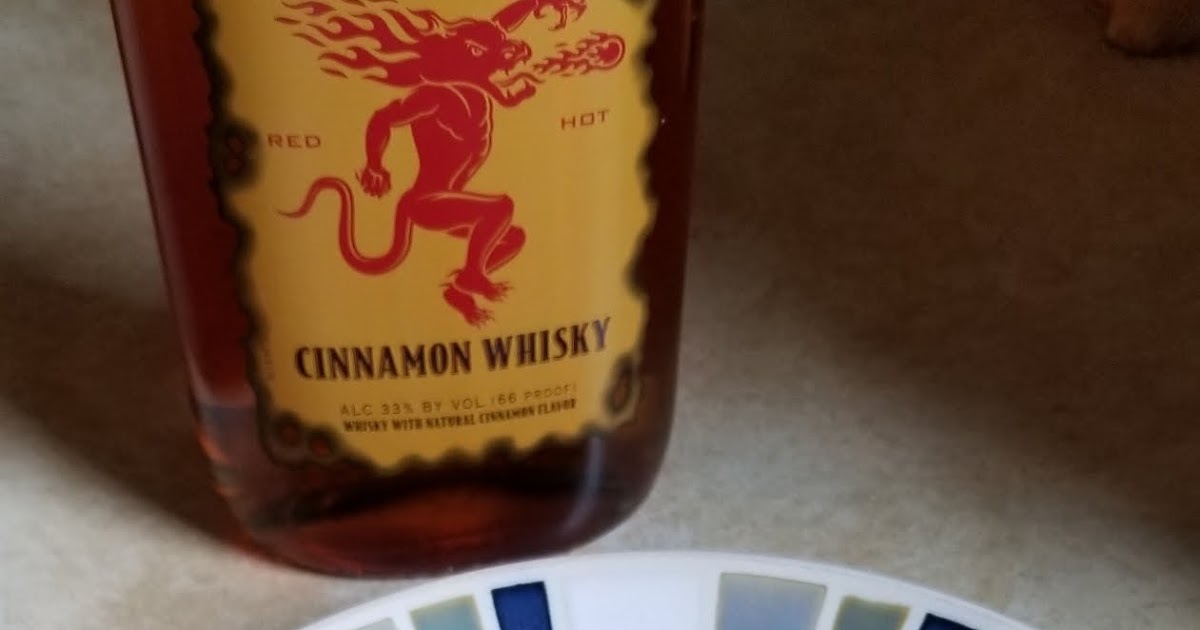 RED HOT
CINNAMON WHISKY
ALC 33% BY VOL (66 PROOF)
WHISKY WITH NATURAL CINNAMON FLAVOR